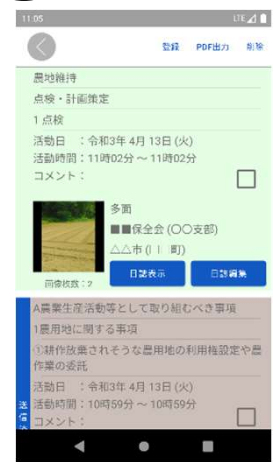 11:05 LTE
登録 PDF出力 削除
農地維持
点検・計画策定
1 点検
活動日 ：令和3年 4月 13日 (火)
活動時間：11時02分 ～ 11時02分
コメント：
多面
■■保全会 (〇〇支部)
△△市 (| | 町)
画像枚数：2
日誌表示 日誌編集
A農業生産活動等として取り組むべき事項
1農用地に関する事項
①耕作放棄されそうな農用地の利用権設定や農
作業の委託
活動日 ：令和3年 4月 13日 (火)
活動時間：10時59分 ～ 10時59分
コメント：
送信